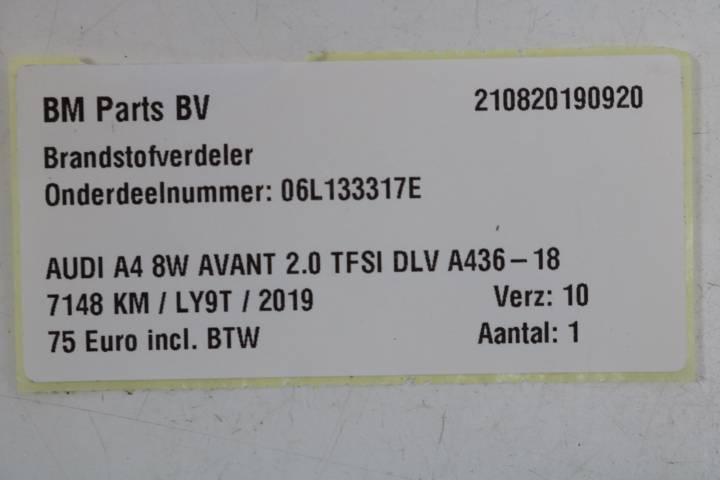 BM Parts BV 210820190920
Brandstofverdeler
Onderdeelnummer: 06L133317E
AUDI A4 8W AVANT 2.0 TFSI DLV A436-18
7148 KM / LY9T / 2019 Verz: 10
75 Euro incl. BTW Aantal: 1